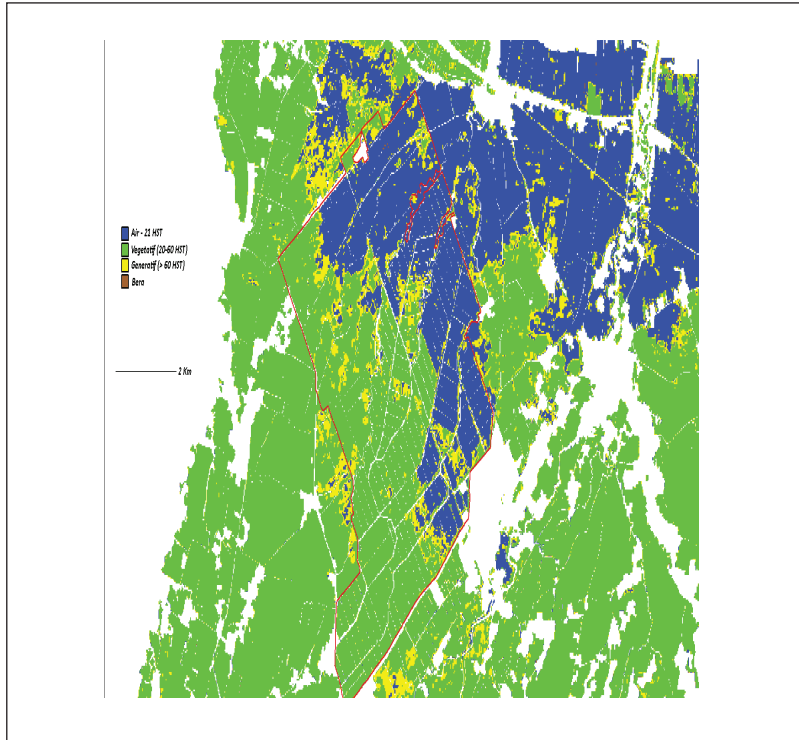 Air - 21 HST
Vegetatif (20-60 HST)
Generatif (> 60 HST)
Bera
2 Km